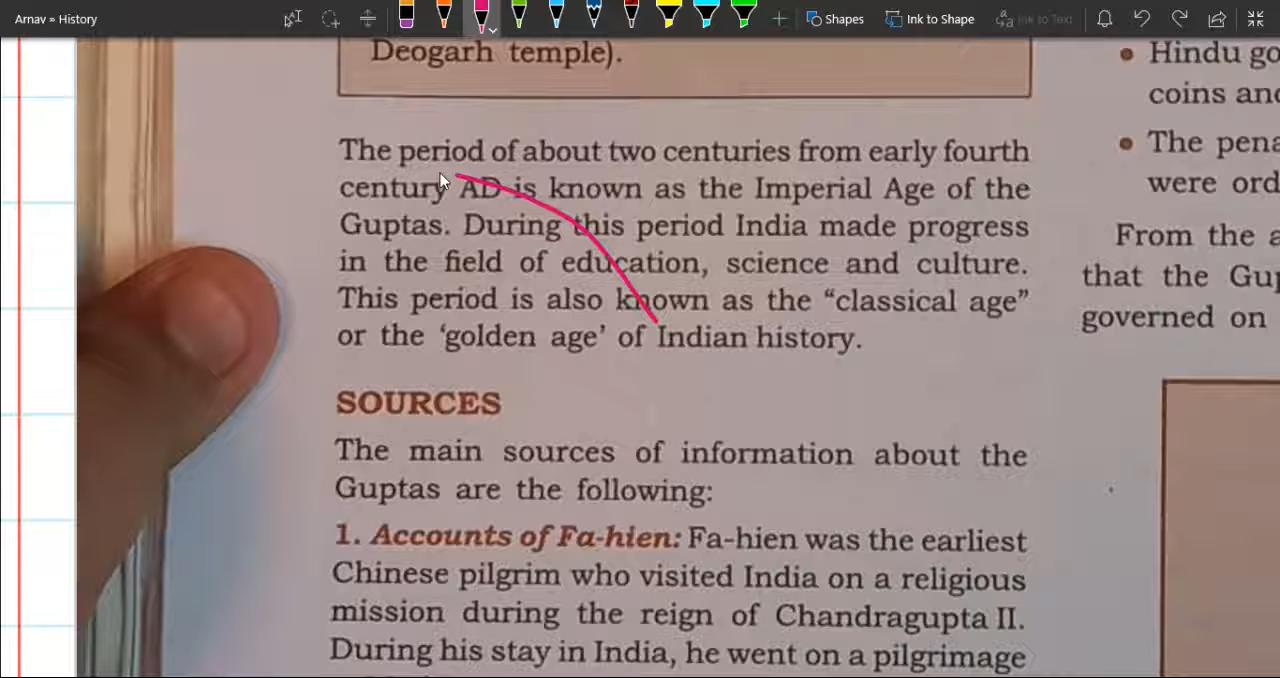 Arnav » History
Shapes
Ink to Shape
Ink to Text
Deogarh temple).
The period of about two centuries from early fourth
century AD is known as the Imperial Age of the
Guptas. During this period India made progress
in the field of education, science and culture.
This period is also known as the “classical age”
or the ‘golden age’ of Indian history.
SOURCES
The main sources of information about the
Guptas are the following:
1. Accounts of Fa-hien: Fa-hien was the earliest
Chinese pilgrim who visited India on a religious
mission during the reign of Chandragupta II.
During his stay in India, he went on a pilgrimage
• Hindu go
coins and
• The pena
were ord
From the a
that the Gup
governed on